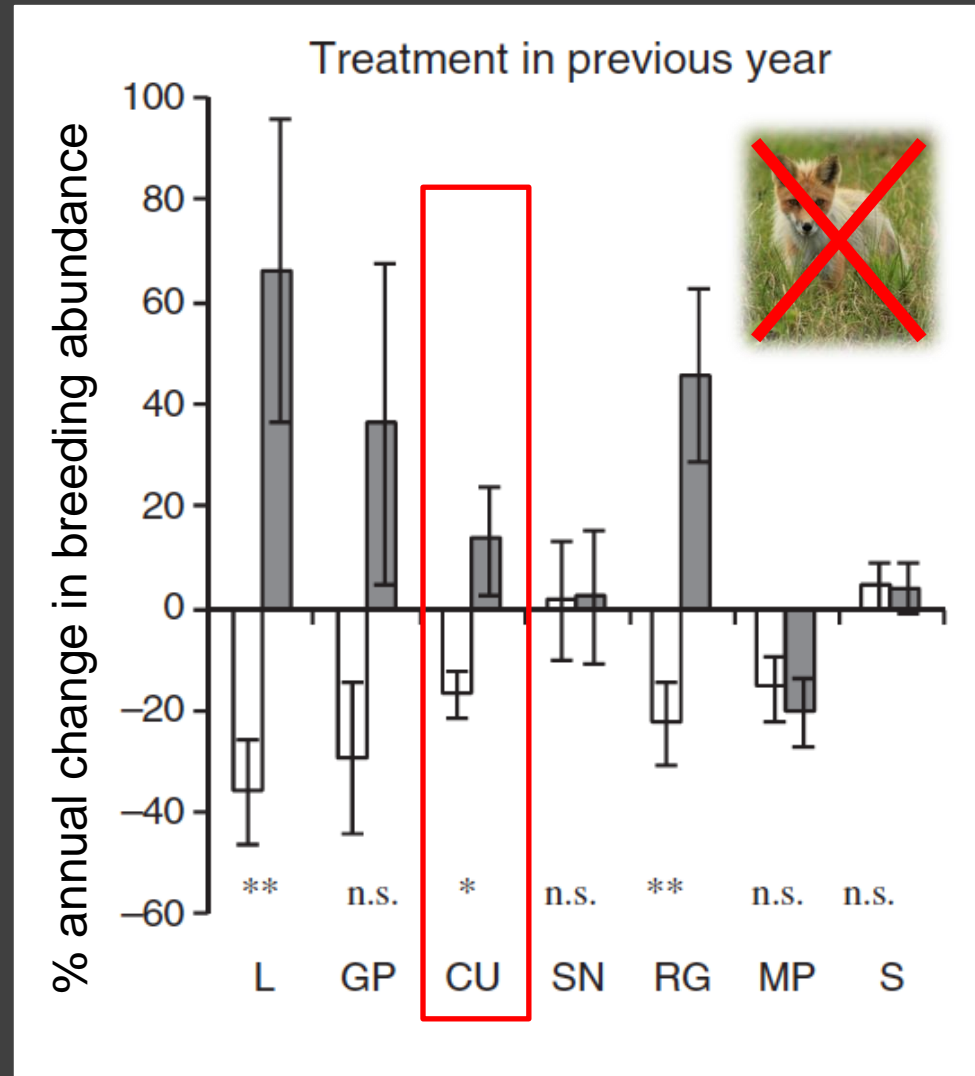 Treatment in previous year
% annual change in breeding abundance
100
80
60
40
20
0
–20
–40
–60
** n.s. * n.s. ** n.s. n.s.
L GP CU SN RG MP S